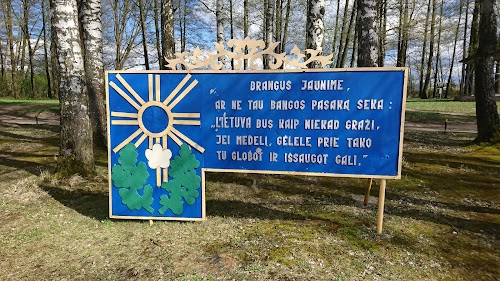 BRANGUS JAUNIME,
AR NE TAU BANGOS PASAKĄ SEKA :
„LIETUVA BUS KAIP NIEKAD GRAŽI,
JEI MEDELĮ, GĖLELĘ PRIE TAKO
TU GLOBOT IR IŠSAUGOT GALI.”